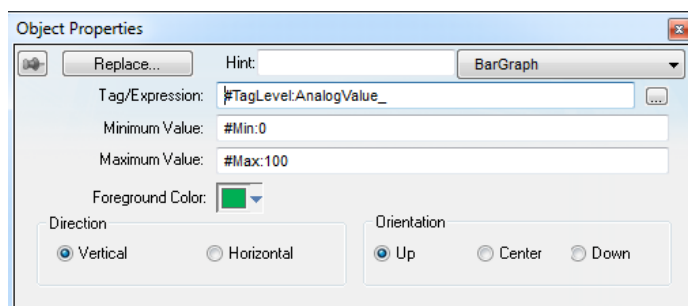 Object Properties
Replace... Hint: BarGraph
Tag/Expression: #TagLevel:AnalogValue_ ...
Minimum Value: #Min:0
Maximum Value: #Max:100
Foreground Color:
Direction Orientation
Vertical Horizontal Up Center Down